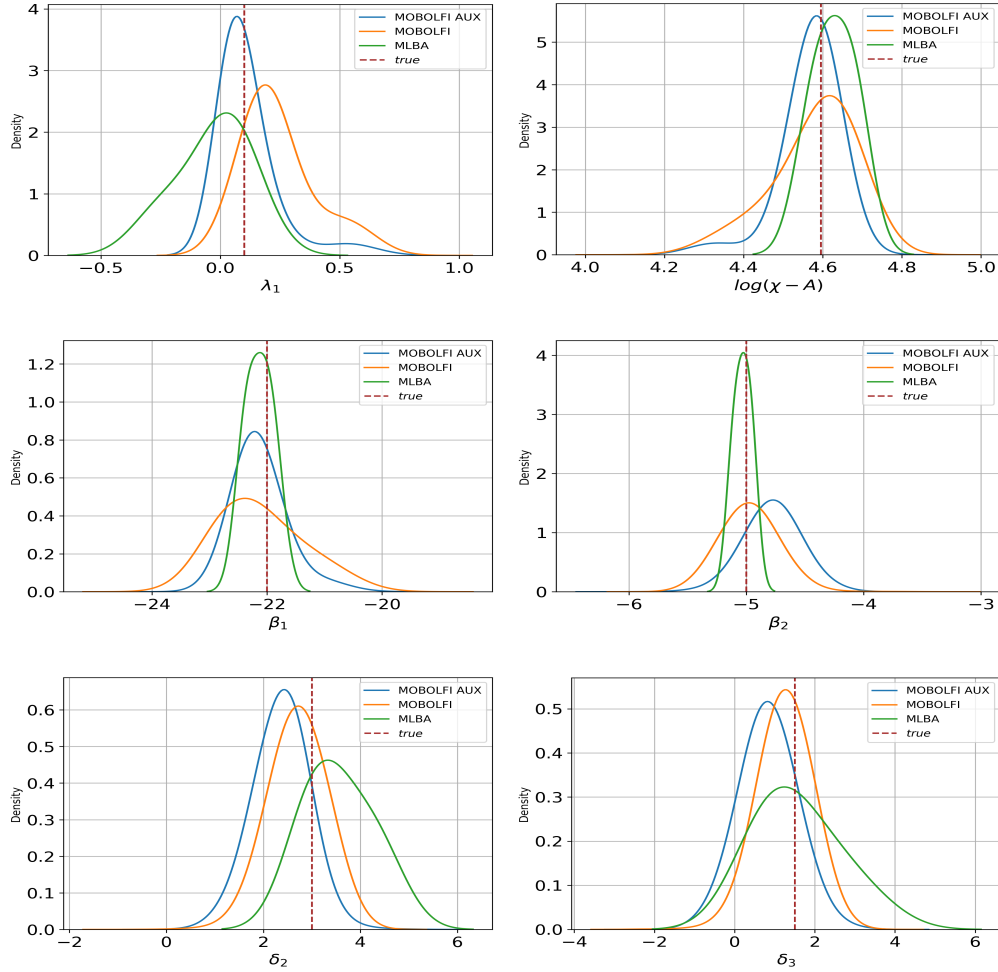 4
3
2
1
0
Density
−0.5
0.0
0.5
1.0
λ1
MOBOLFI AUX
MOBOLFI
MLBA
true
5
4
3
2
1
0
Density
4.0
4.2
4.4
4.6
4.8
5.0
log(χ − A)
MOBOLFI AUX
MOBOLFI
MLBA
true
1.2
1.0
0.8
0.6
0.4
0.2
0.0
Density
−24
−22
−20
β1
MOBOLFI AUX
MOBOLFI
MLBA
true
4
3
2
1
0
Density
−6
−5
−4
−3
β2
MOBOLFI AUX
MOBOLFI
MLBA
true
0.6
0.5
0.4
0.3
0.2
0.1
0.0
Density
−2
0
2
4
6
δ2
MOBOLFI AUX
MOBOLFI
MLBA
true
0.5
0.4
0.3
0.2
0.1
0.0
Density
−4
−2
0
2
4
6
δ3
MOBOLFI AUX
MOBOLFI
MLBA
true